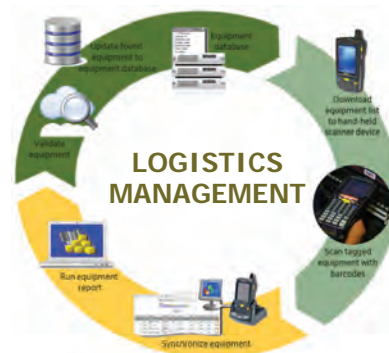 Equipment
database
Download
equipment list
to hand-held
scanner device
Scan tagged
equipment with
barcodes
Synchronize equipment
Run equipment
report
Validate
equipment
Update found
equipment to
equipment database
LOGISTICS
MANAGEMENT